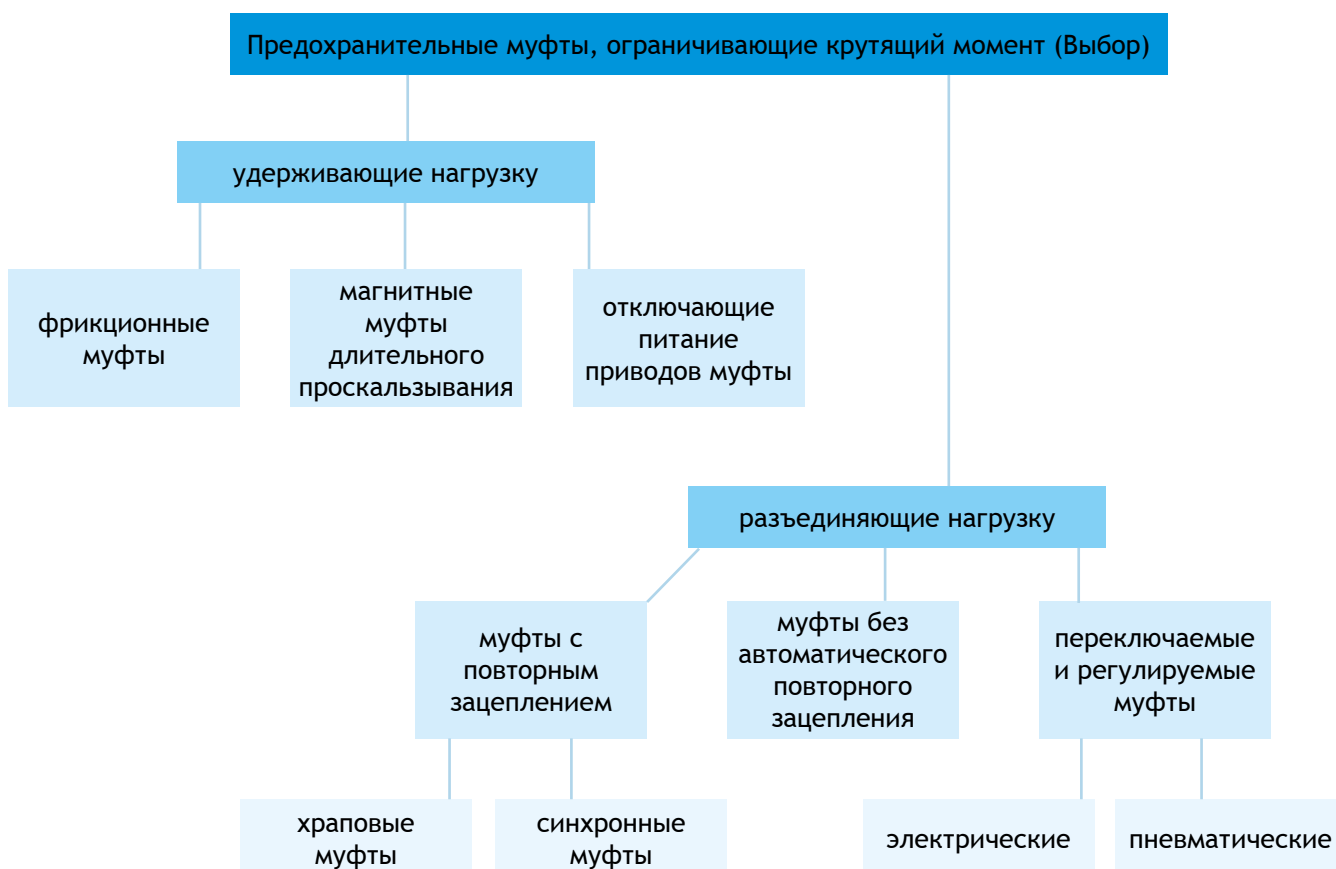 Предохранительные муфты, ограничивающие крутящий момент (Выбор)
удерживающие нагрузку
фрикционные
муфты
магнитные
муфты
длительного
проскальзывания
отключающие
питание
приводов муфты
разъединяющие нагрузку
муфты с
повторным
зацеплением
муфты без
автоматического
повторного
зацепления
переключаемые
и регулируемые
муфты
храповые
муфты
синхронные
муфты
электрические
пневматические